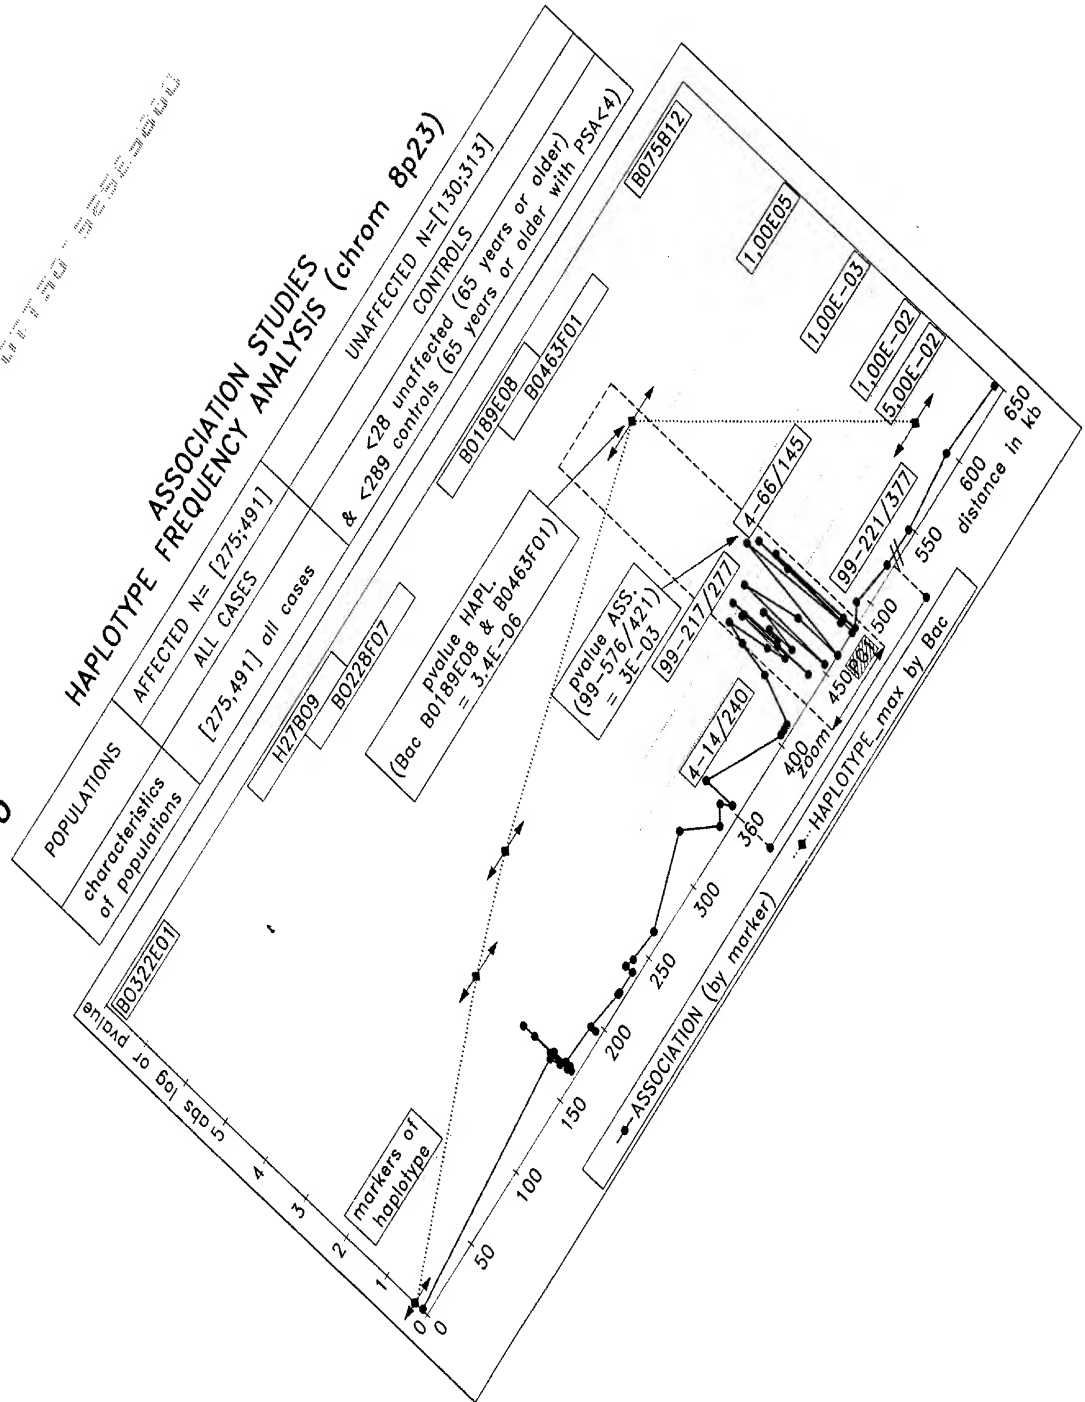 ASSOCIATION STUDIES
HAPLOTYPE FREQUENCY ANALYSIS (chrom 8p23)
POPULATIONS
AFFECTED N= [275;491]
ALL CASES
UNAFFECTED N=[130;313]
CONTROLS
characteristics
of populations
[275,491] all cases
<28 unaffected (65 years or older)
& <289 controls (65 years or older with PSA<4)
B0322E01
H27B09
B0228F07
B0189E08
B0463F01
B075B12
abs log or pvalue
5
4
3
2
1
0
0
50
100
150
200
250
300
360
400
450
500
550
600
650
distance in kb
markers of
haplotype
pvalue HAPL.
(Bac B0189E08 & B0463F01)
= 3.4E-06
pvalue ASS.
(99-576/421)
= 3E-03
4-14/240
99-217/277
4-66/145
99-221/377
PG1
zoom
1,00E05
1,00E-03
1,00E-02
5,00E-02
ASSOCIATION (by marker)
HAPLOTYPE_max by Bac